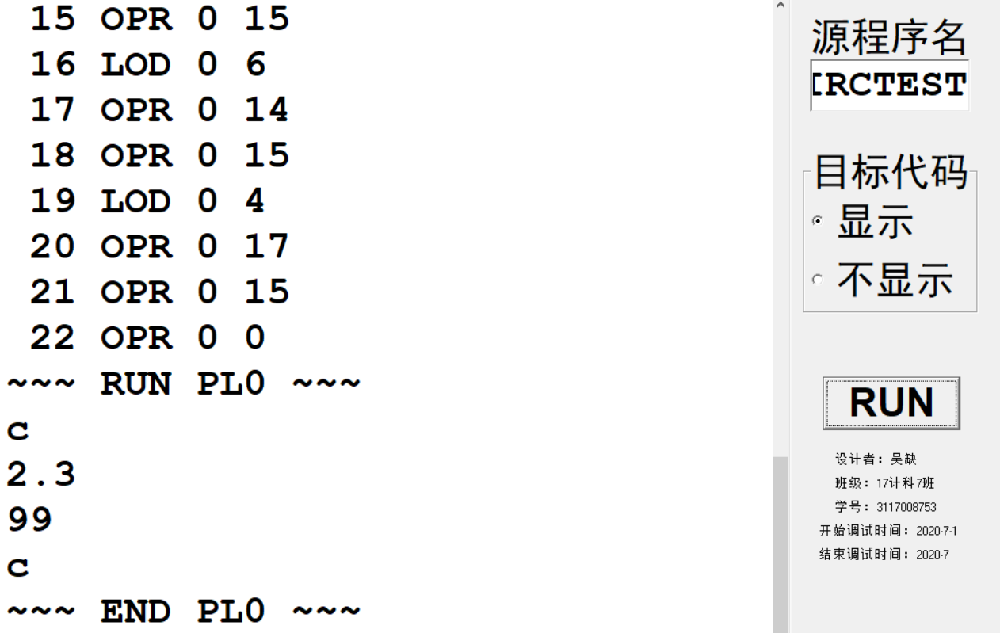 15 OPR 0 15
16 LOD 0 6
17 OPR 0 14
18 OPR 0 15
19 LOD 0 4
20 OPR 0 17
21 OPR 0 15
22 OPR 0 0
~~~ RUN PL0 ~~~
c
2.3
99
c
~~~ END PL0 ~~~
源程序名
IRCTEST
目标代码
显示
不显示
RUN
设计者：吴缺
班级：17计科7班
学号：3117008753
开始调试时间：2020-7-1
结束调试时间：2020-7